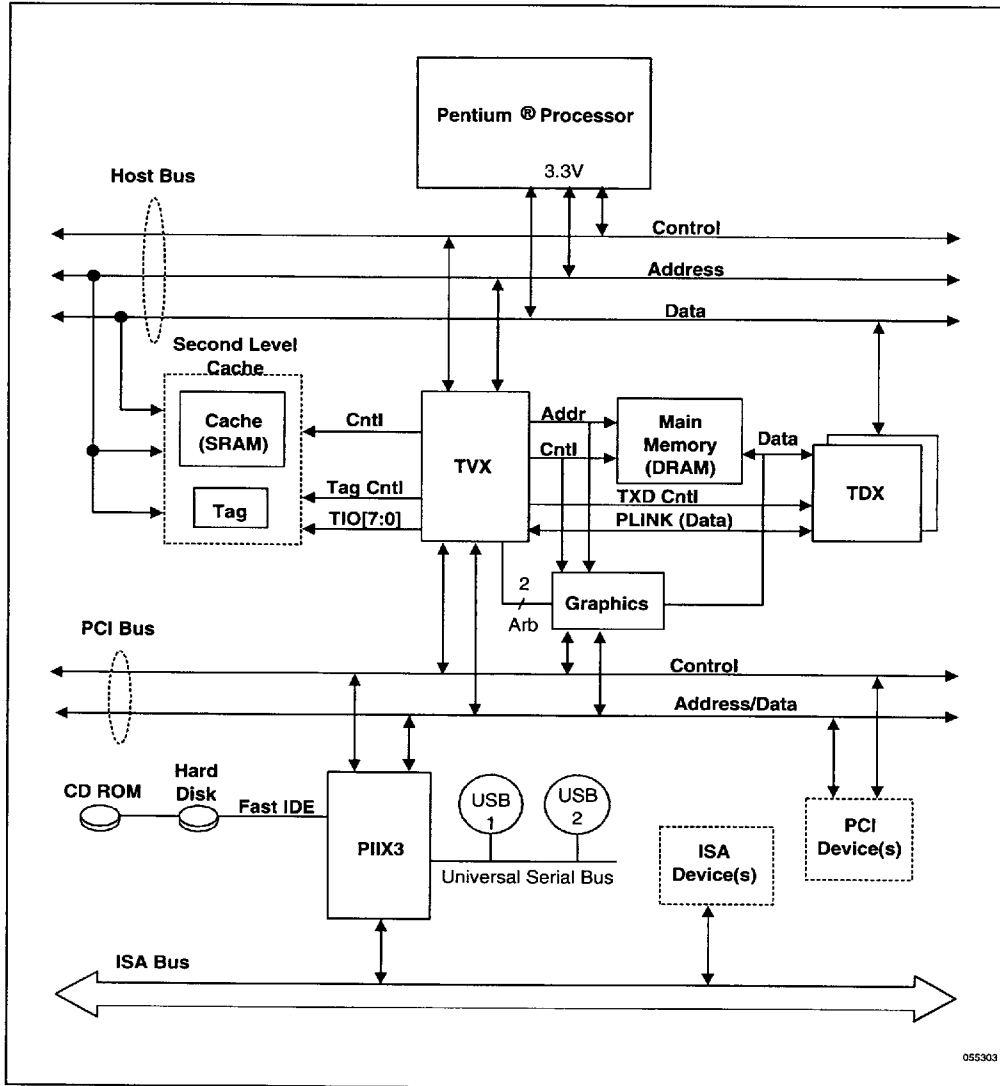 Pentium ® Processor
3.3V
Host Bus
Control
Address
Data
Second Level
Cache
Cache
(SRAM)
Tag
Cntl
Tag Cntl
TIO[7:0]
TVX
Addr
Cntl
Main
Memory
(DRAM)
Data
TDX
TXD Cntl
PLINK (Data)
2
Arb
Graphics
PCI Bus
Control
Address/Data
CD ROM
Hard
Disk
Fast IDE
PIIX3
USB
1
USB
2
Universal Serial Bus
ISA
Device(s)
PCI
Device(s)
ISA Bus
055303